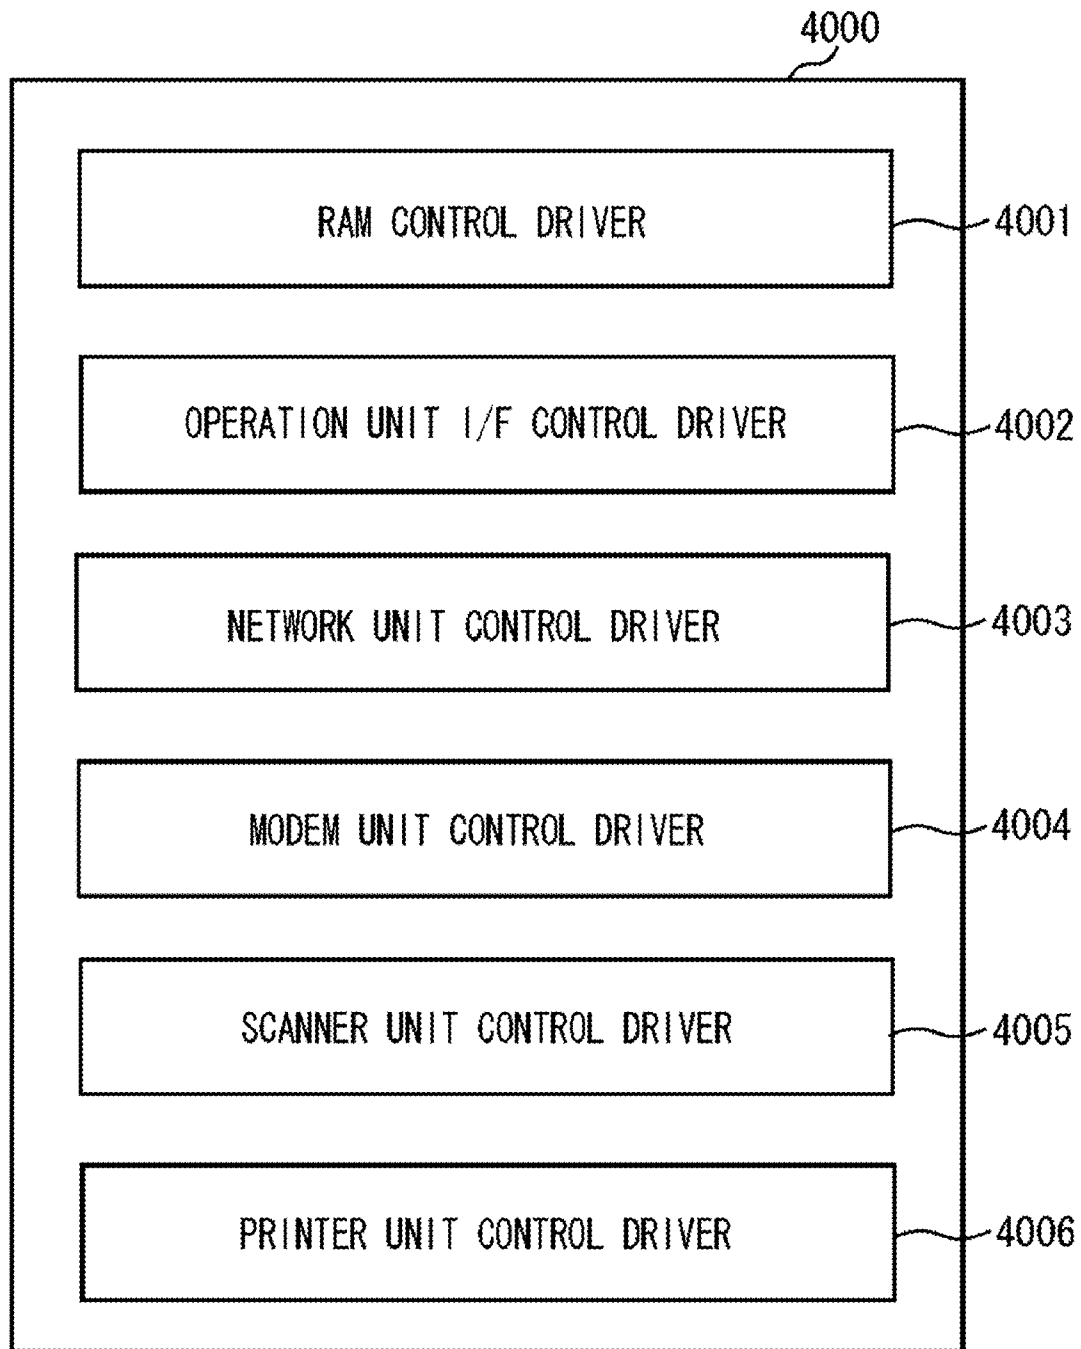 4000
RAM CONTROL DRIVER
4001
OPERATION UNIT I/F CONTROL DRIVER
4002
NETWORK UNIT CONTROL DRIVER
4003
MODEM UNIT CONTROL DRIVER
4004
SCANNER UNIT CONTROL DRIVER
4005
PRINTER UNIT CONTROL DRIVER
4006